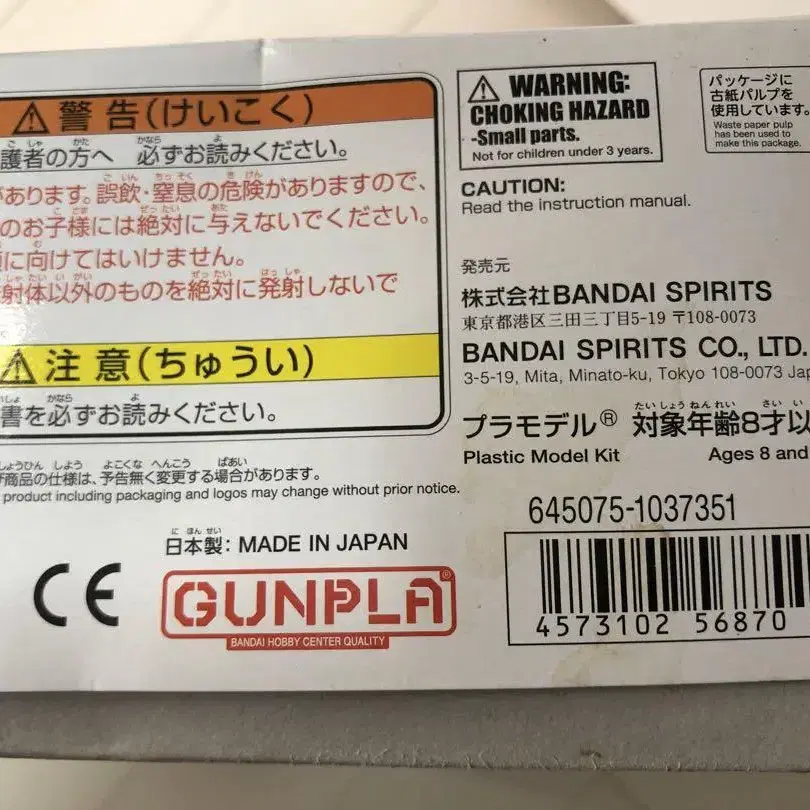 警告(けいこく)
護者の方へ 必ずお読みください。
があります。誤飲・窒息の危険がありますので、
のお子様には絶対に与えないでください。
に向けてはいけません。
射体以外のものを絶対に発射しないで
注意(ちゅうい)
書を必ずお読みください。
商品の仕様は、予告無く変更する場合があります。
product including packaging and logos may change without prior notice.
日本製: MADE IN JAPAN
CE
GUNPLA®
BANDAI HOBBY CENTER QUALITY
WARNING:
CHOKING HAZARD
-Small parts.
Not for children under 3 years.
パッケージに
古紙パルプを
使用しています。
Waste paper pulp
has been used to
make this package.
CAUTION:
Read the instruction manual.
発売元
株式会社BANDAI SPIRITS
東京都港区三田三丁目5-19 〒108-0073
BANDAI SPIRITS CO., LTD.
3-5-19, Mita, Minato-ku, Tokyo 108-0073 Jap
プラモデル® 対象年齢8才以
Plastic Model Kit Ages 8 and
645075-1037351
4573102 56870